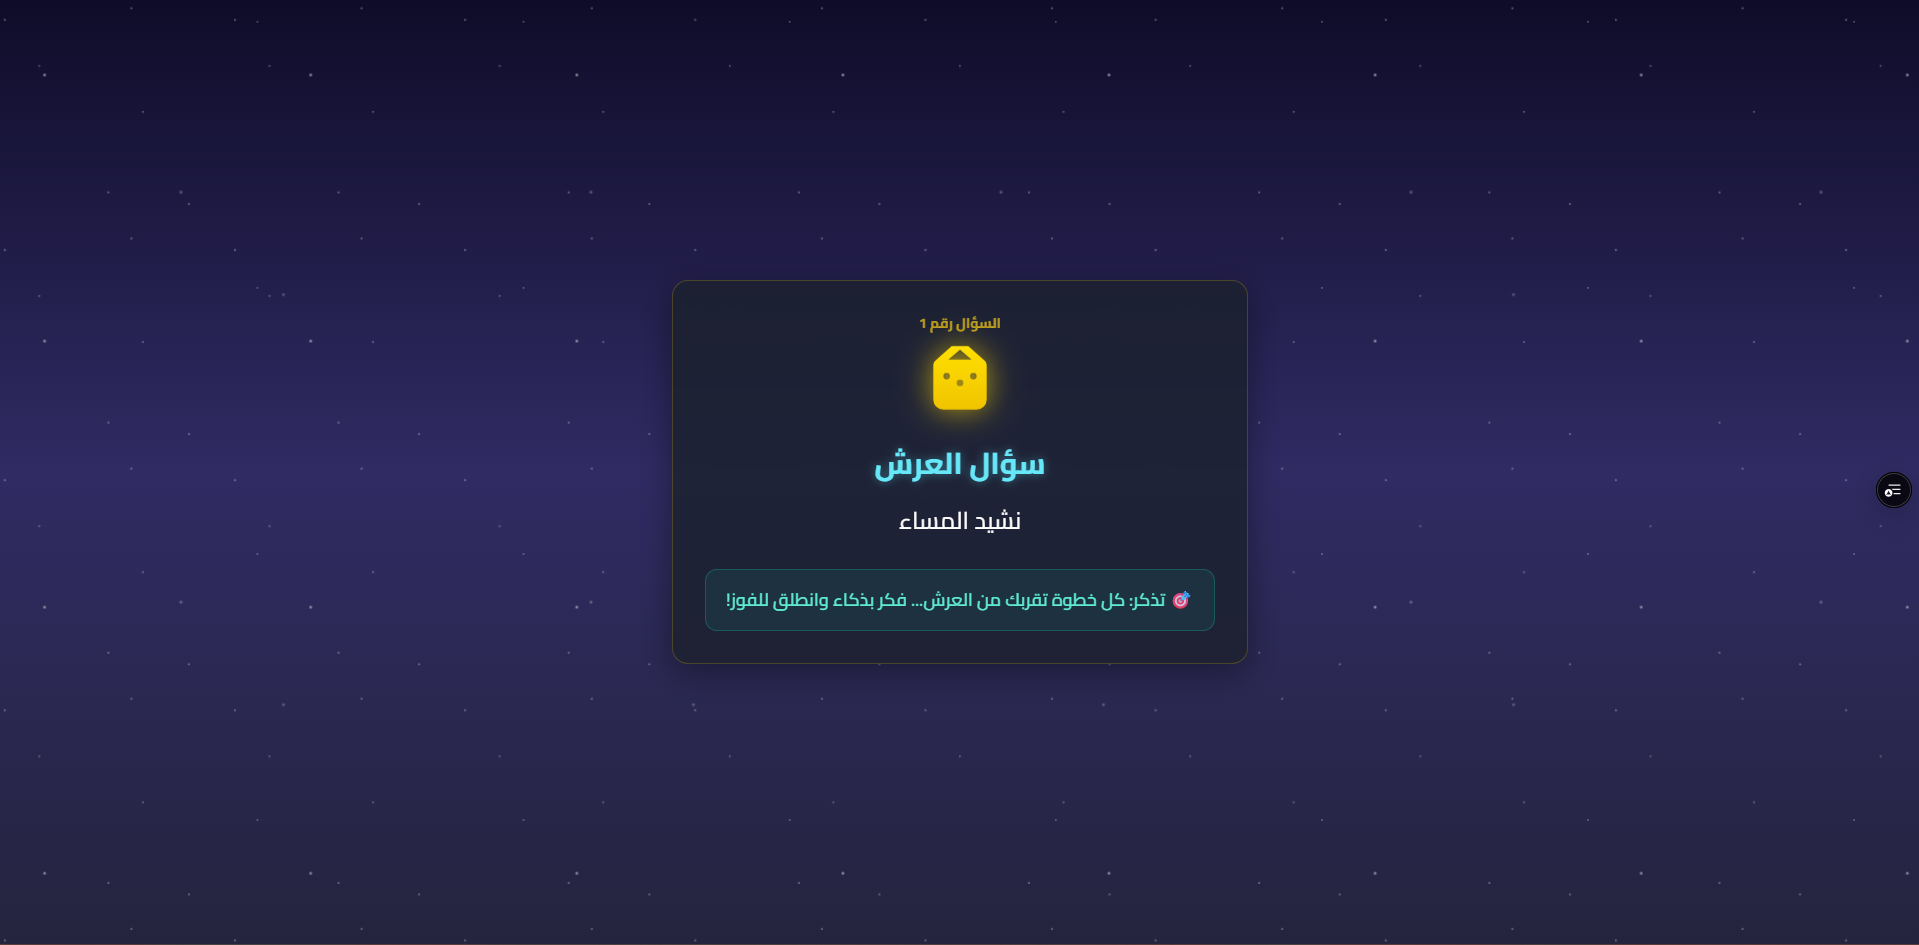 السؤال رقم 1
سؤال العرش
نشيد المساء
🎯 تذكر: كل خطوة تقربك من العرش... فكر بذكاء وانطلق للفوز!